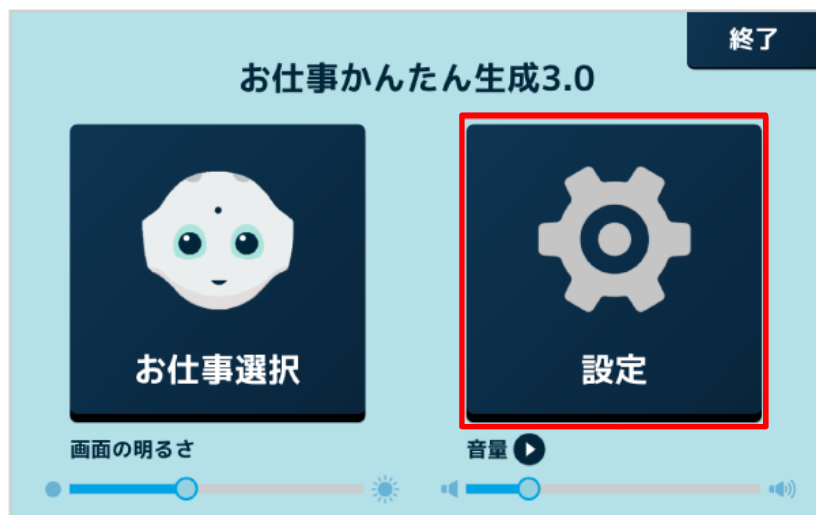 終了
お仕事かんたん生成3.0
お仕事選択
設定
画面の明るさ
音量